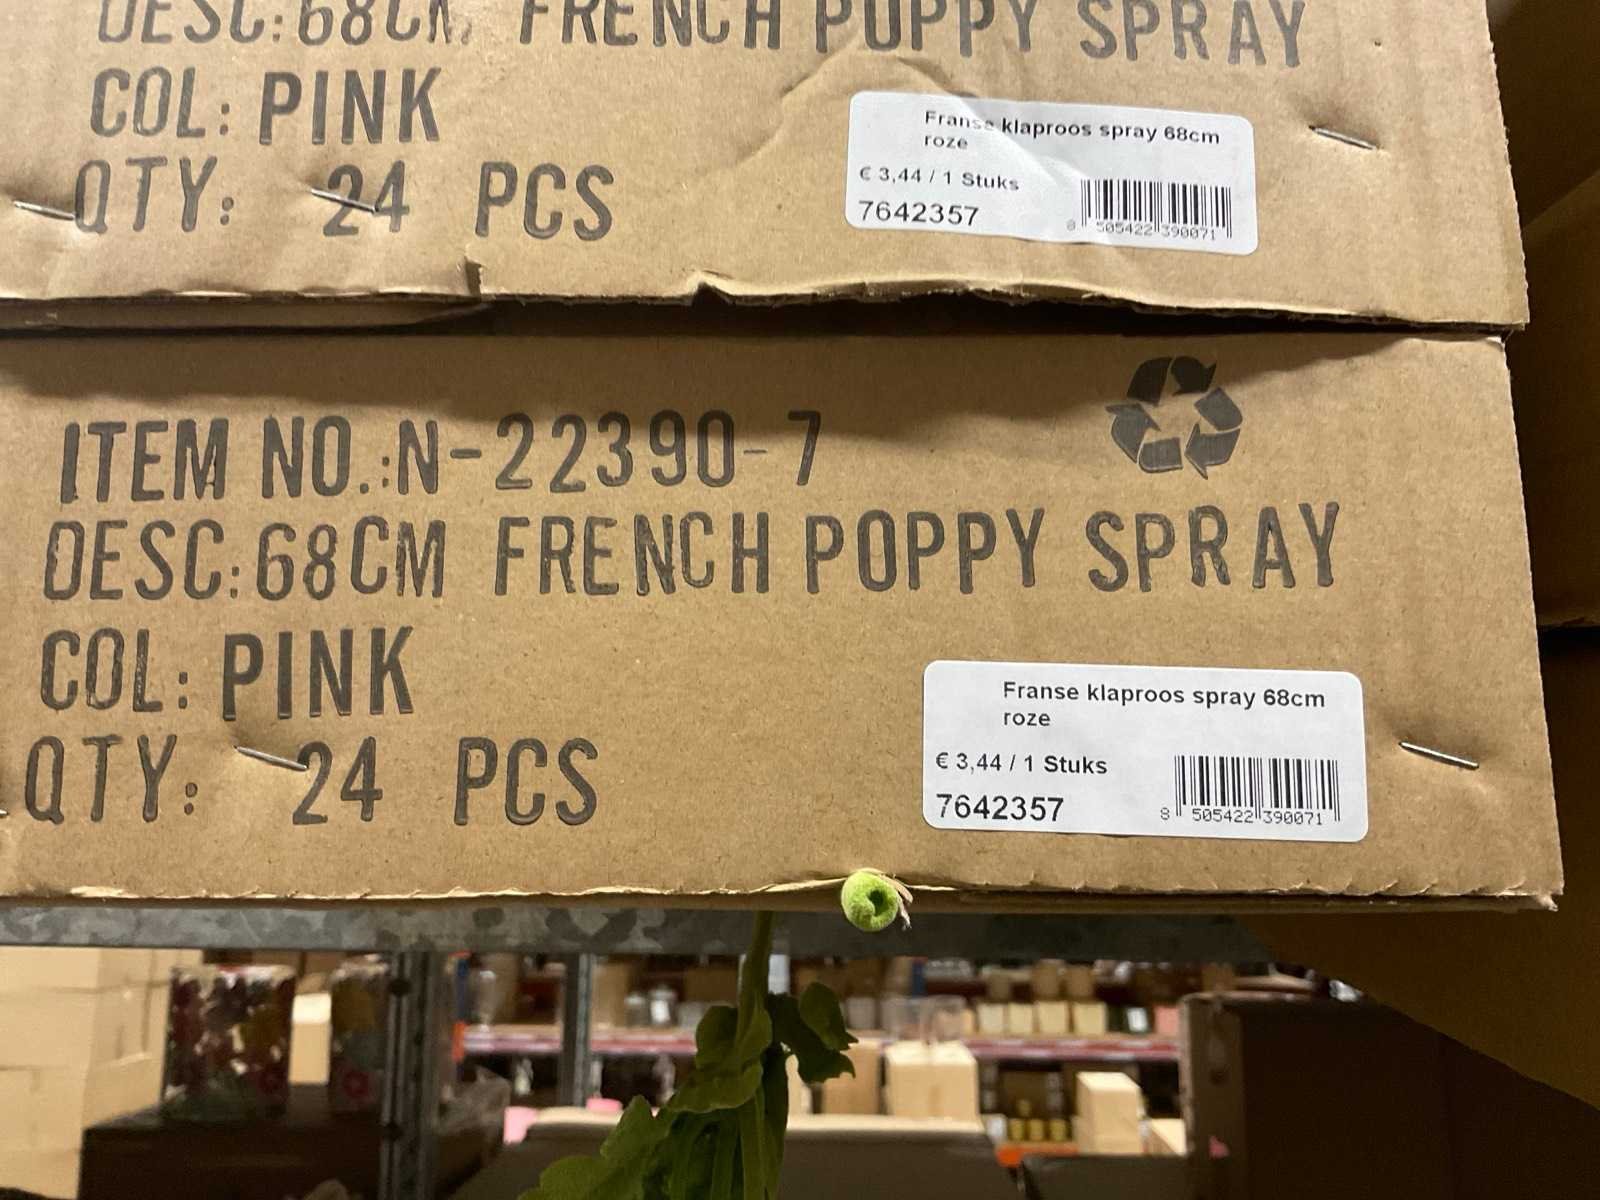 DESC:68CM FRENCH POPPY SPRAY
COL: PINK
QTY: 24 PCS
Franse klaproos spray 68cm
roze
€ 3,44 / 1 Stuks
7642357
8 505422 390071
ITEM NO.:N-22390-7
DESC:68CM FRENCH POPPY SPRAY
COL: PINK
QTY: 24 PCS
Franse klaproos spray 68cm
roze
€ 3,44 / 1 Stuks
7642357
8 505422 390071